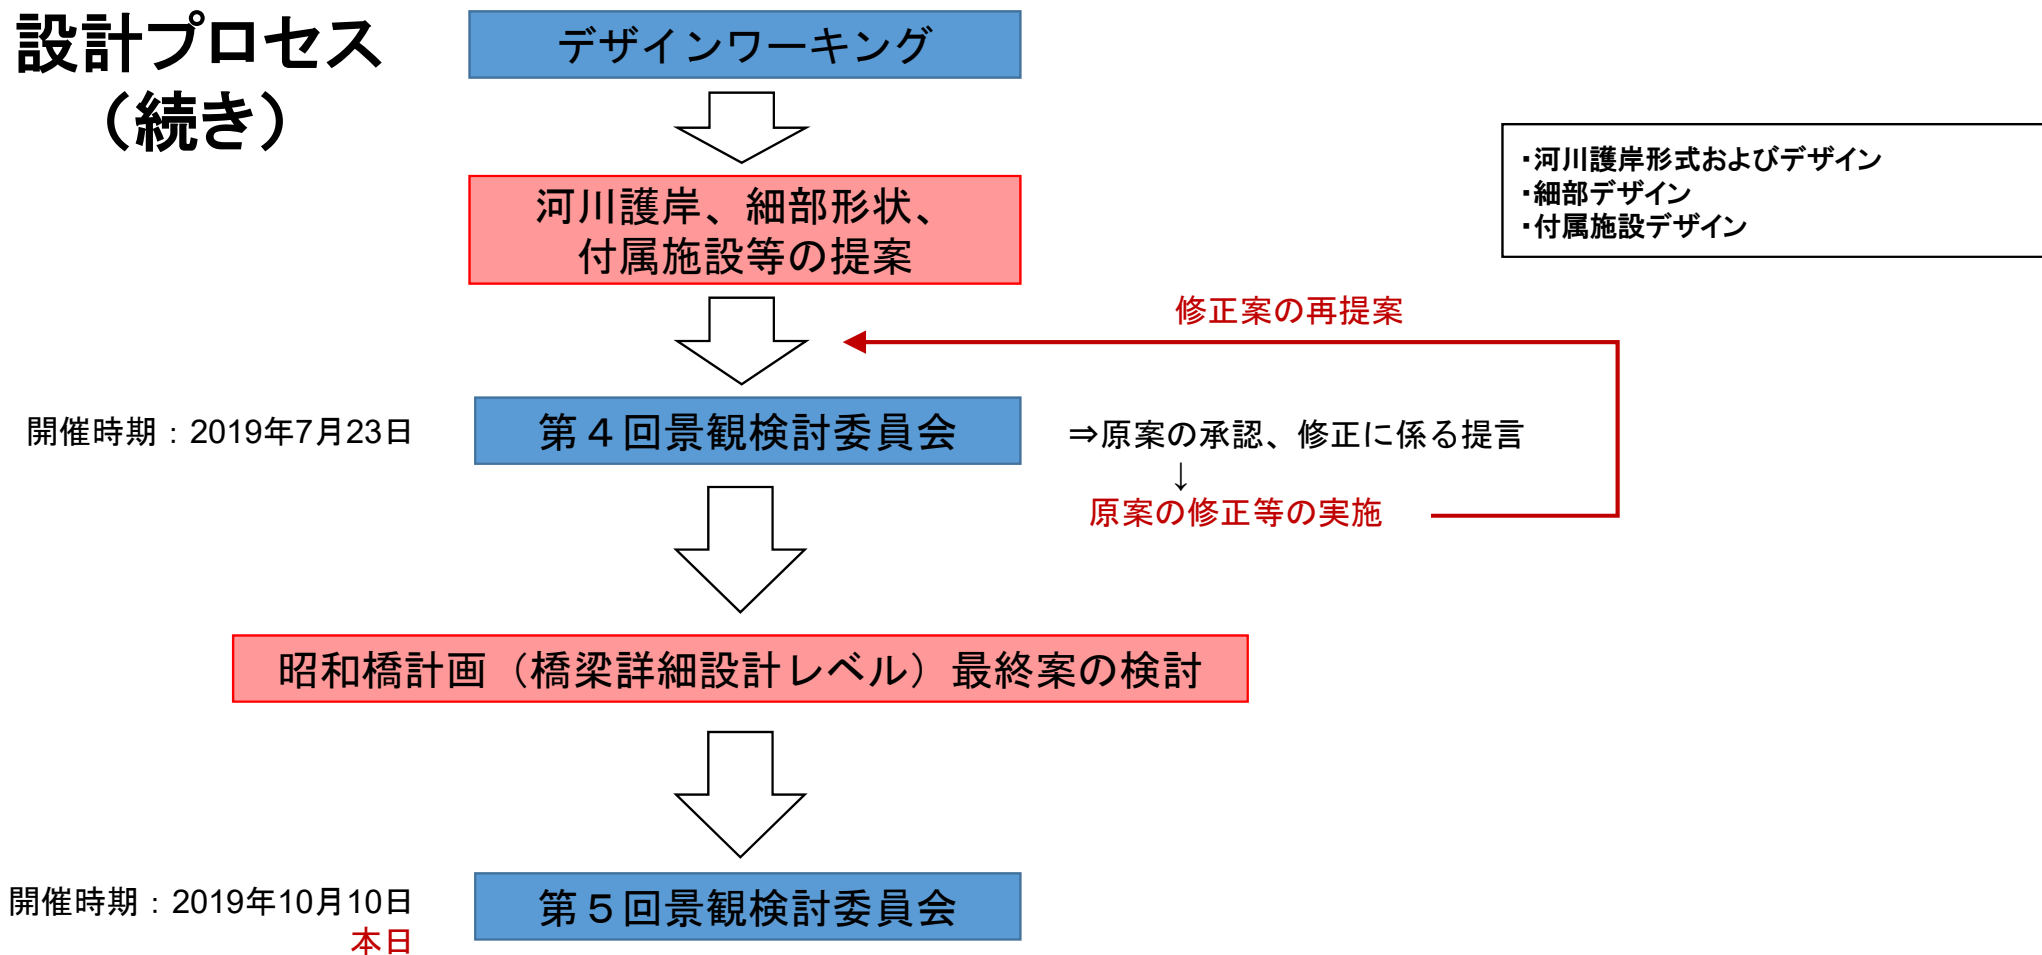 設計プロセス
（続き）
デザインワーキング
河川護岸、細部形状、
付属施設等の提案
・河川護岸形式およびデザイン
・細部デザイン
・付属施設デザイン
修正案の再提案
開催時期：2019年7月23日
第４回景観検討委員会
⇒原案の承認、修正に係る提言
↓
原案の修正等の実施
昭和橋計画（橋梁詳細設計レベル）最終案の検討
開催時期：2019年10月10日
本日
第５回景観検討委員会